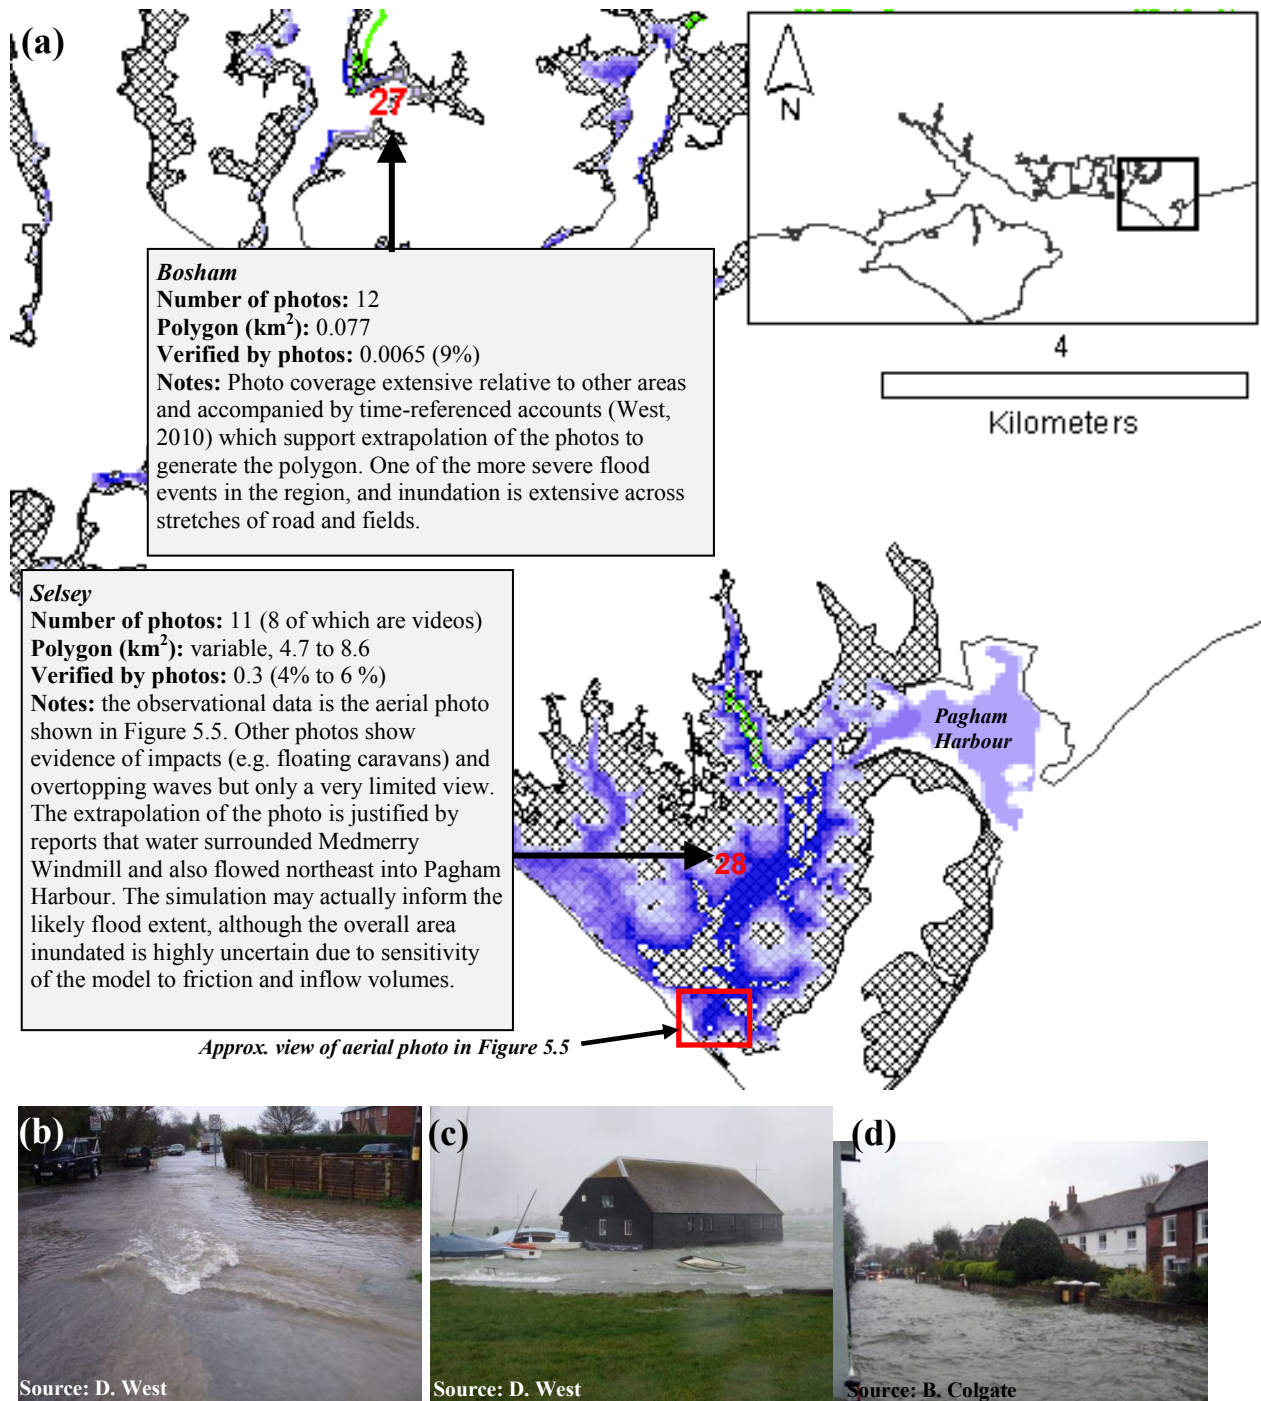 (a)
27
N
4
Kilometers
Bosham
Number of photos: 12
Polygon (km²): 0.077
Verified by photos: 0.0065 (9%)
Notes: Photo coverage extensive relative to other areas
and accompanied by time-referenced accounts (West,
2010) which support extrapolation of the photos to
generate the polygon. One of the more severe flood
events in the region, and inundation is extensive across
stretches of road and fields.
Selsey
Number of photos: 11 (8 of which are videos)
Polygon (km²): variable, 4.7 to 8.6
Verified by photos: 0.3 (4% to 6 %)
Notes: the observational data is the aerial photo
shown in Figure 5.5. Other photos show
evidence of impacts (e.g. floating caravans) and
overtopping waves but only a very limited view.
The extrapolation of the photo is justified by
reports that water surrounded Medmerry
Windmill and also flowed northeast into Pagham
Harbour. The simulation may actually inform the
likely flood extent, although the overall area
inundated is highly uncertain due to sensitivity
of the model to friction and inflow volumes.
Pagham
Harbour
28
Approx. view of aerial photo in Figure 5.5
(b)
Source: D. West
(c)
Source: D. West
(d)
Source: B. Colgate